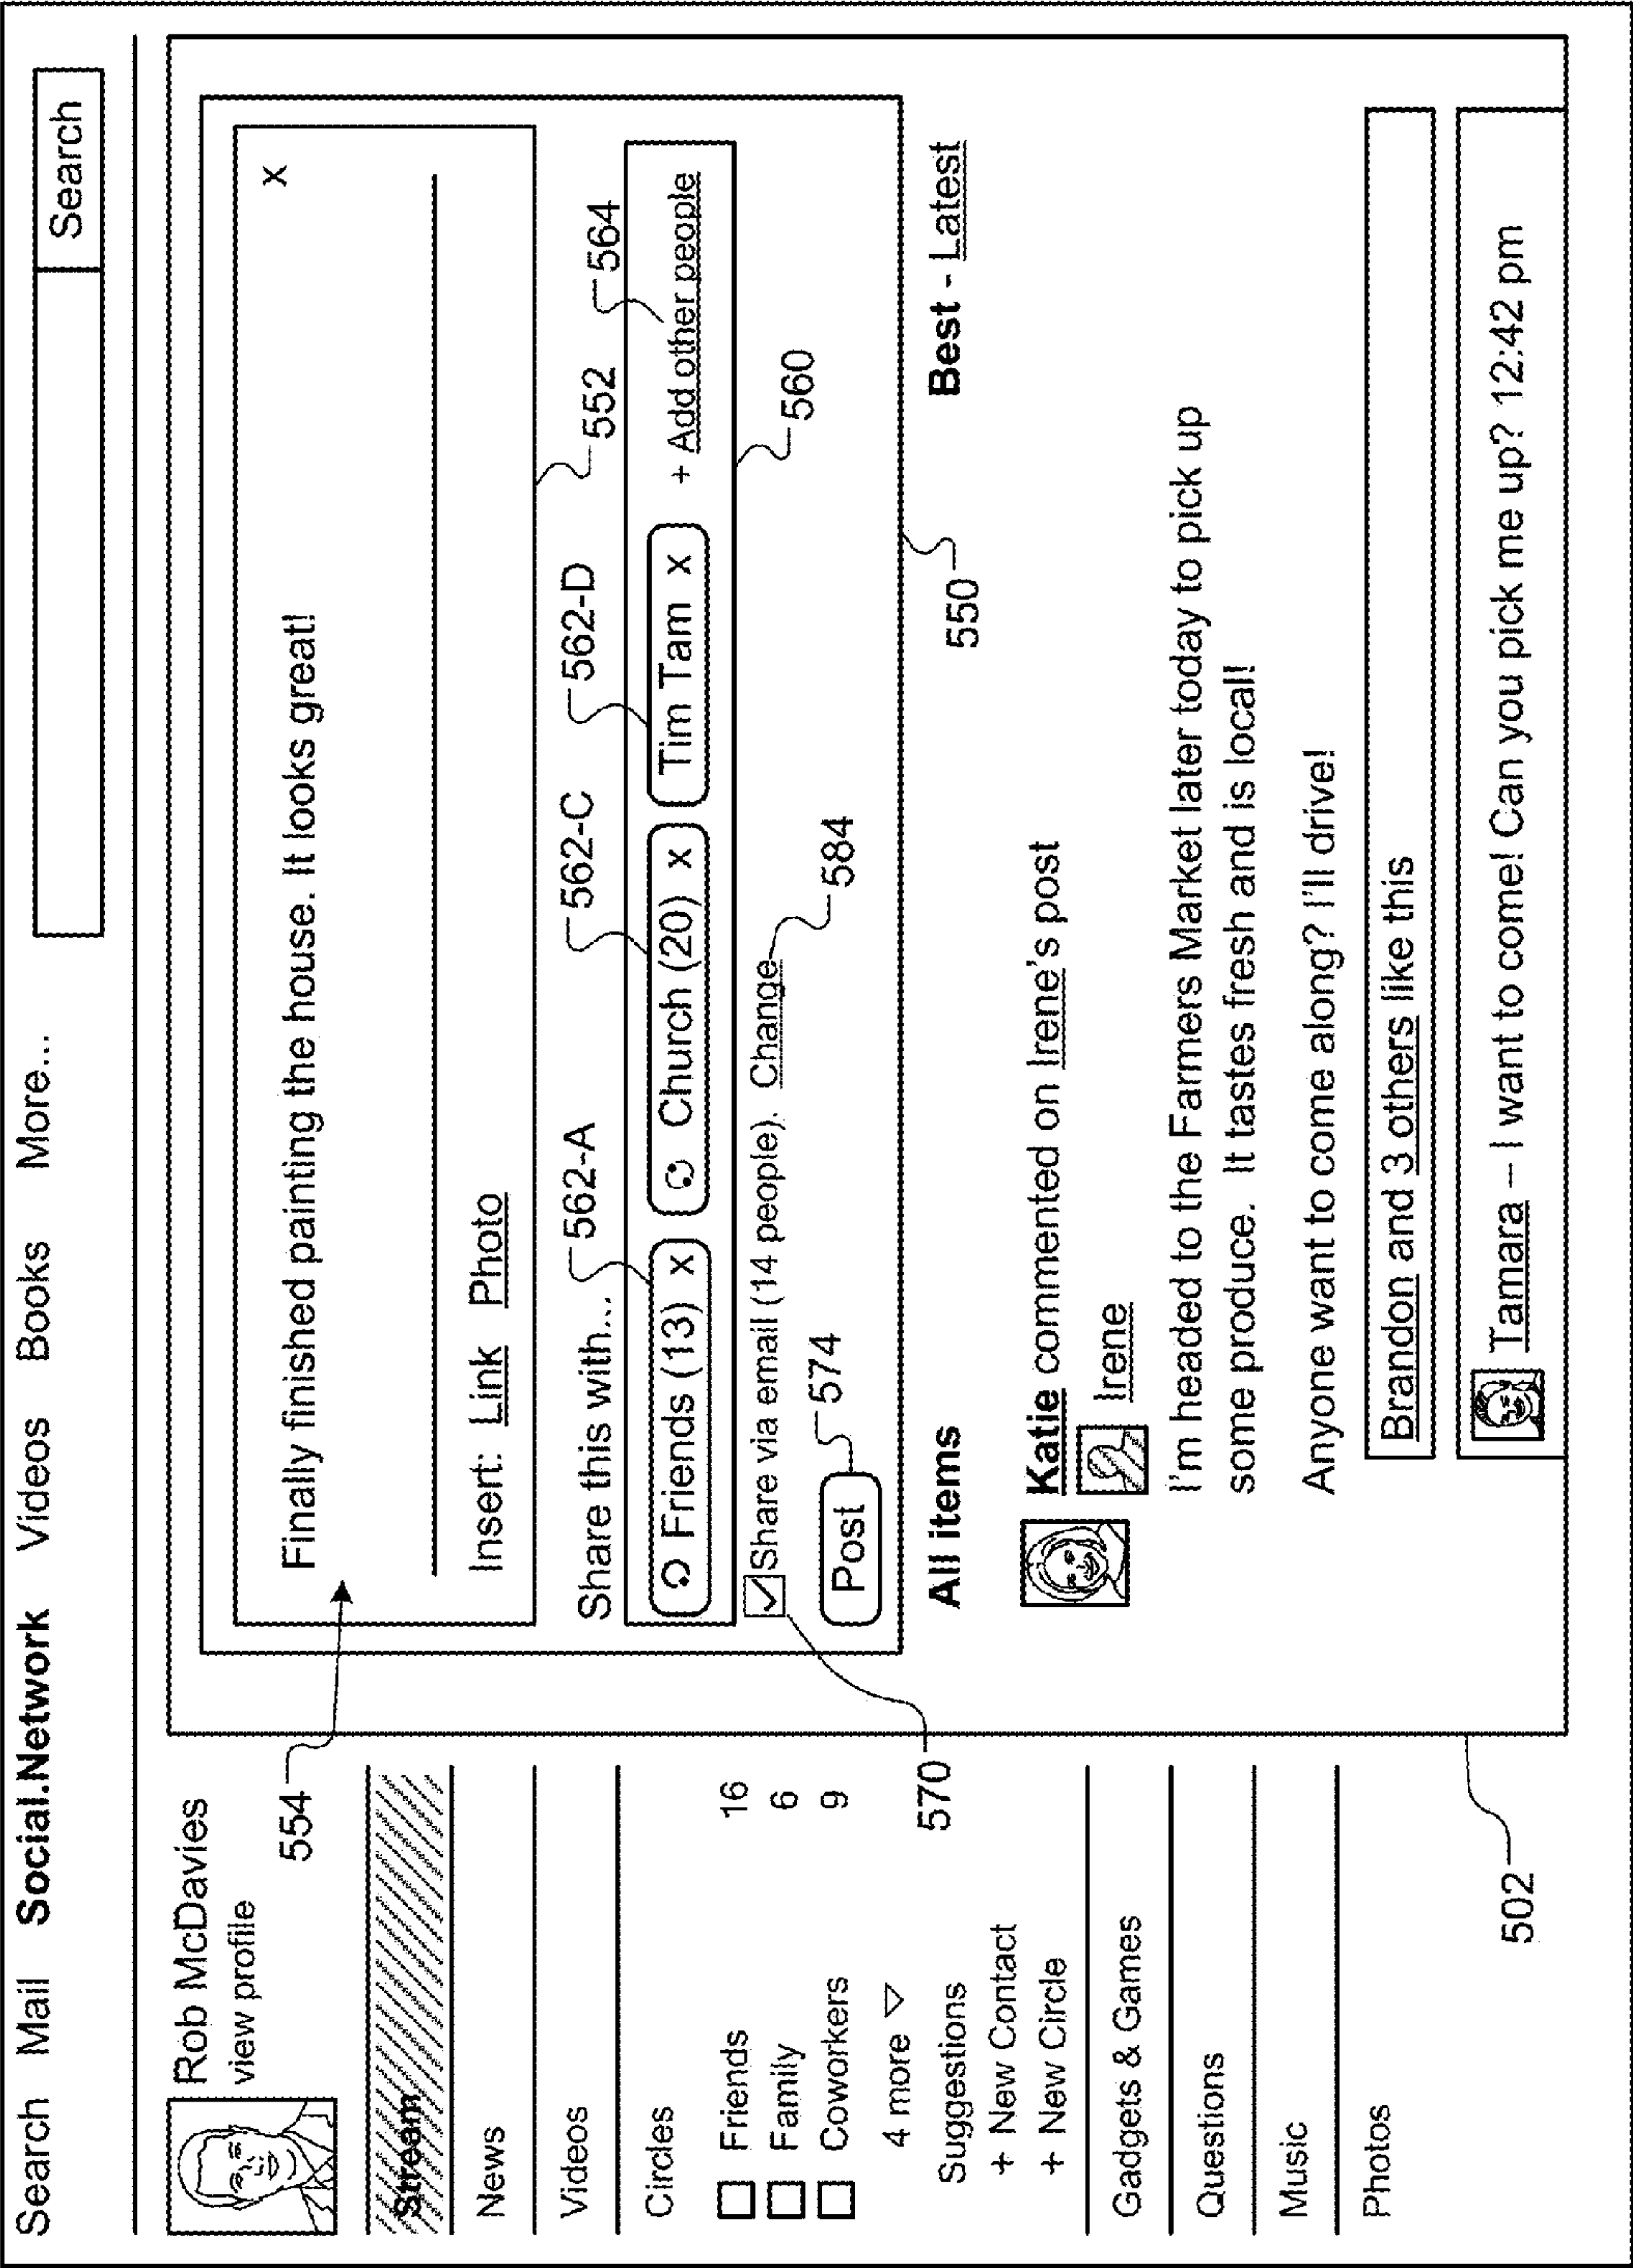 Search Mail Social.Network Videos Books More...
Search
Rob McDavies
view profile
554
Stream
News
Videos
Circles
Friends 16
Family 6
Coworkers 9
4 more
Suggestions
+ New Contact
+ New Circle
Gadgets & Games
Questions
Music
Photos
502
X
Finally finished painting the house. It looks great!
Insert: Link Photo
552
Share this with...
562-A
562-C
562-D
564
Friends (13) x
Church (20) x
Tim Tam x
+ Add other people
Share via email (14 people). Change
584
560
570
Post
574
550
All items
Best - Latest
Katie commented on Irene's post
Irene
I'm headed to the Farmers Market later today to pick up
some produce. It tastes fresh and is local!
Anyone want to come along? I'll drive!
Brandon and 3 others like this
Tamara – I want to come! Can you pick me up? 12:42 pm